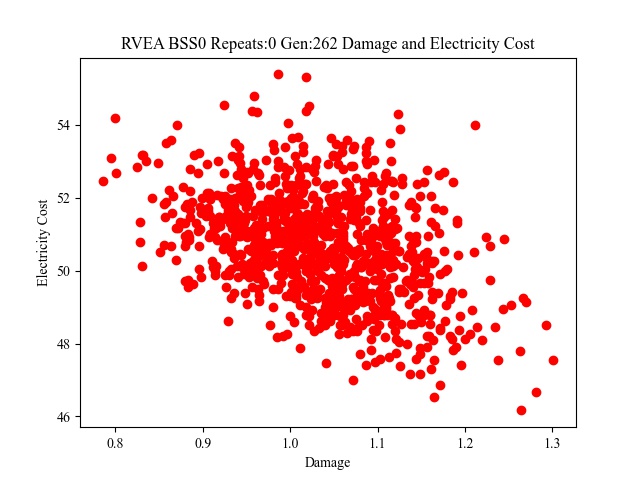 RVEA BSS0 Repeats:0 Gen:262 Damage and Electricity Cost
54
52
50
48
46
Electricity Cost
0.8 0.9 1.0 1.1 1.2 1.3
Damage